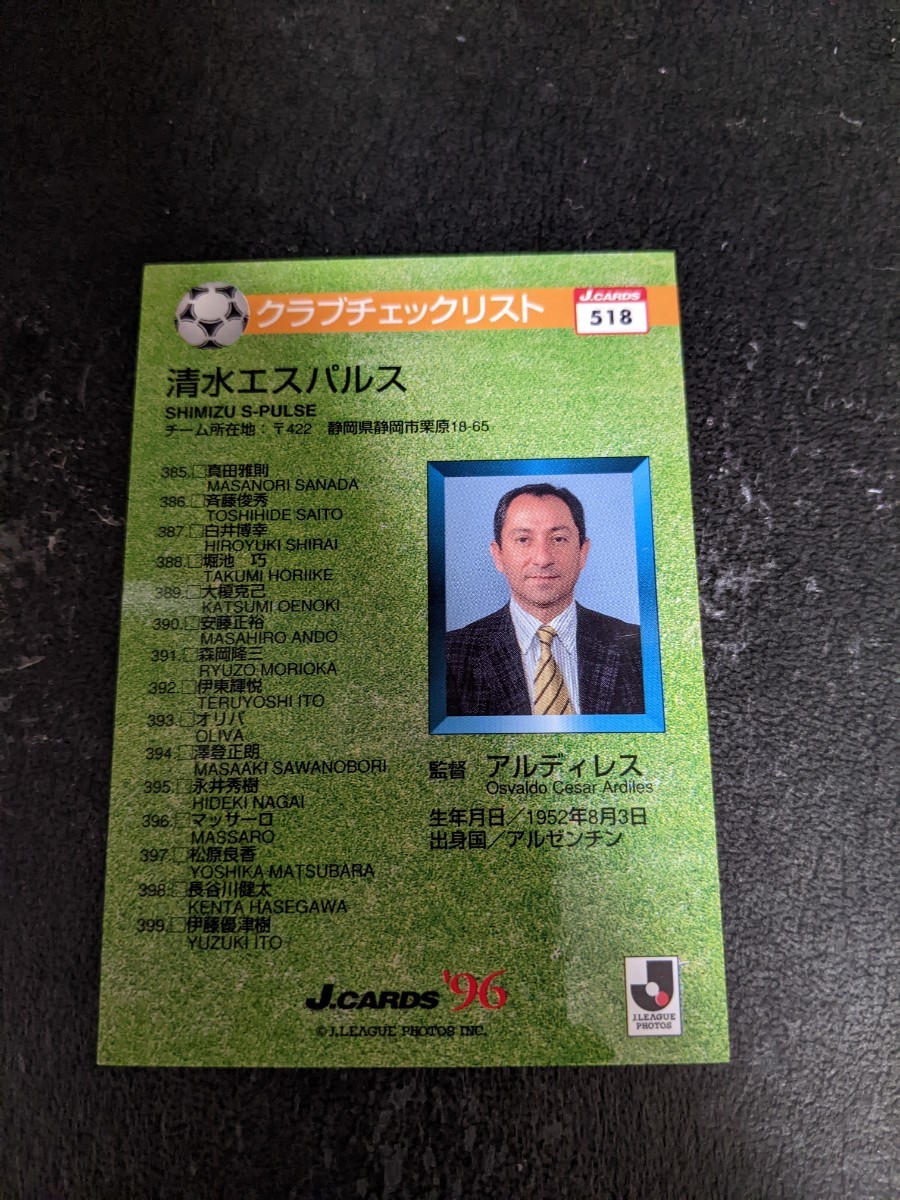 クラブチェックリスト
J.CARDS
518
清水エスパルス
SHIMIZU S-PULSE
チーム所在地：〒422　静岡県静岡市栗原18-65
385.□真田雅則
MASANORI SANADA
386.□斉藤俊秀
TOSHIHIDE SAITO
387.□白井博幸
HIROYUKI SHIRAI
388.□堀池　巧
TAKUMI HORIIKE
389.□大榎克己
KATSUMI OENOKI
390.□安藤正裕
MASAHIRO ANDO
391.□森岡隆三
RYUZO MORIOKA
392.□伊東輝悦
TERUYOSHI ITO
393.□オリバ
OLIVA
394.□澤登正朗
MASAAKI SAWANOBORI
395.□永井秀樹
HIDEKI NAGAI
396.□マッサーロ
MASSARO
397.□松原良香
YOSHIKA MATSUBARA
398.□長谷川健太
KENTA HASEGAWA
399.□伊藤優津樹
YUZUKI ITO
監督　アルディレス
Osvaldo Cesar Ardiles
生年月日／1952年8月3日
出身国／アルゼンチン
J.CARDS '96
©J.LEAGUE PHOTOS INC.
J.LEAGUE
PHOTOS